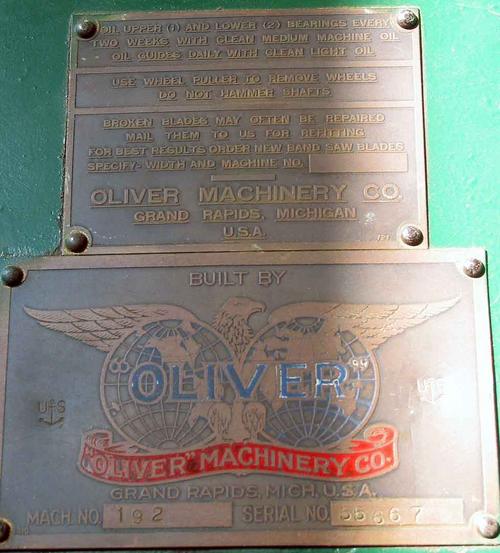 OIL UPPER (1) AND LOWER (2) BEARINGS EVERY
TWO WEEKS WITH CLEAN MEDIUM MACHINE OIL
OIL GUIDES DAILY WITH CLEAN LIGHT OIL
USE WHEEL PULLER TO REMOVE WHEELS
DO NOT HAMMER SHAFTS
BROKEN BLADES MAY OFTEN BE REPAIRED
MAIL THEM TO US FOR REFITTING
FOR BEST RESULTS ORDER NEW BAND SAW BLADES
SPECIFY-WIDTH AND MACHINE NO.
OLIVER MACHINERY CO.
GRAND RAPIDS, MICHIGAN
U.S.A.
BUILT BY
"OLIVER"
U S
U S
"OLIVER" MACHINERY CO.
GRAND RAPIDS, MICH, U.S.A.
MACH. NO. 192 SERIAL NO. 55667